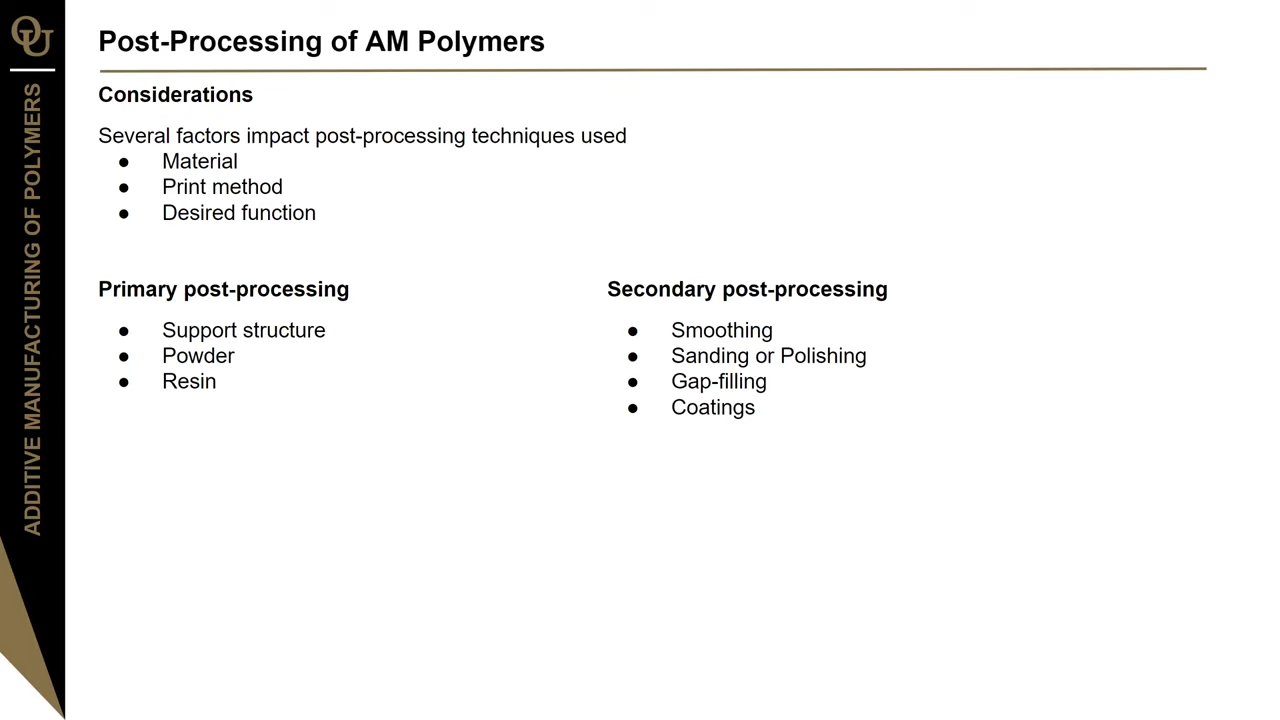 OU
ADDITIVE MANUFACTURING OF POLYMERS
Post-Processing of AM Polymers
Considerations
Several factors impact post-processing techniques used
● Material
● Print method
● Desired function
Primary post-processing
● Support structure
● Powder
● Resin
Secondary post-processing
● Smoothing
● Sanding or Polishing
● Gap-filling
● Coatings